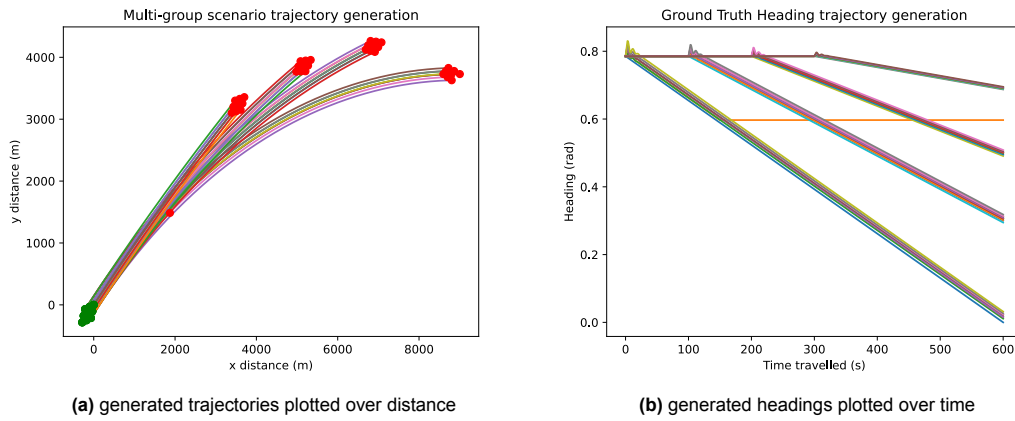 Multi-group scenario trajectory generation
4000
3000
2000
1000
0
y distance (m)
0
2000
4000
6000
8000
x distance (m)
(a) generated trajectories plotted over distance
Ground Truth Heading trajectory generation
0.8
0.6
0.4
0.2
0.0
Heading (rad)
0
100
200
300
400
500
600
Time travelled (s)
(b) generated headings plotted over time